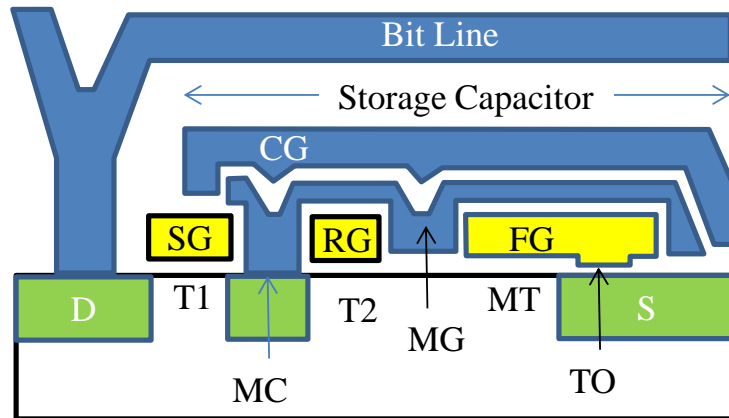 Bit Line
Storage Capacitor
CG
SG
RG
FG
D
T1
T2
MT
S
MC
MG
TO